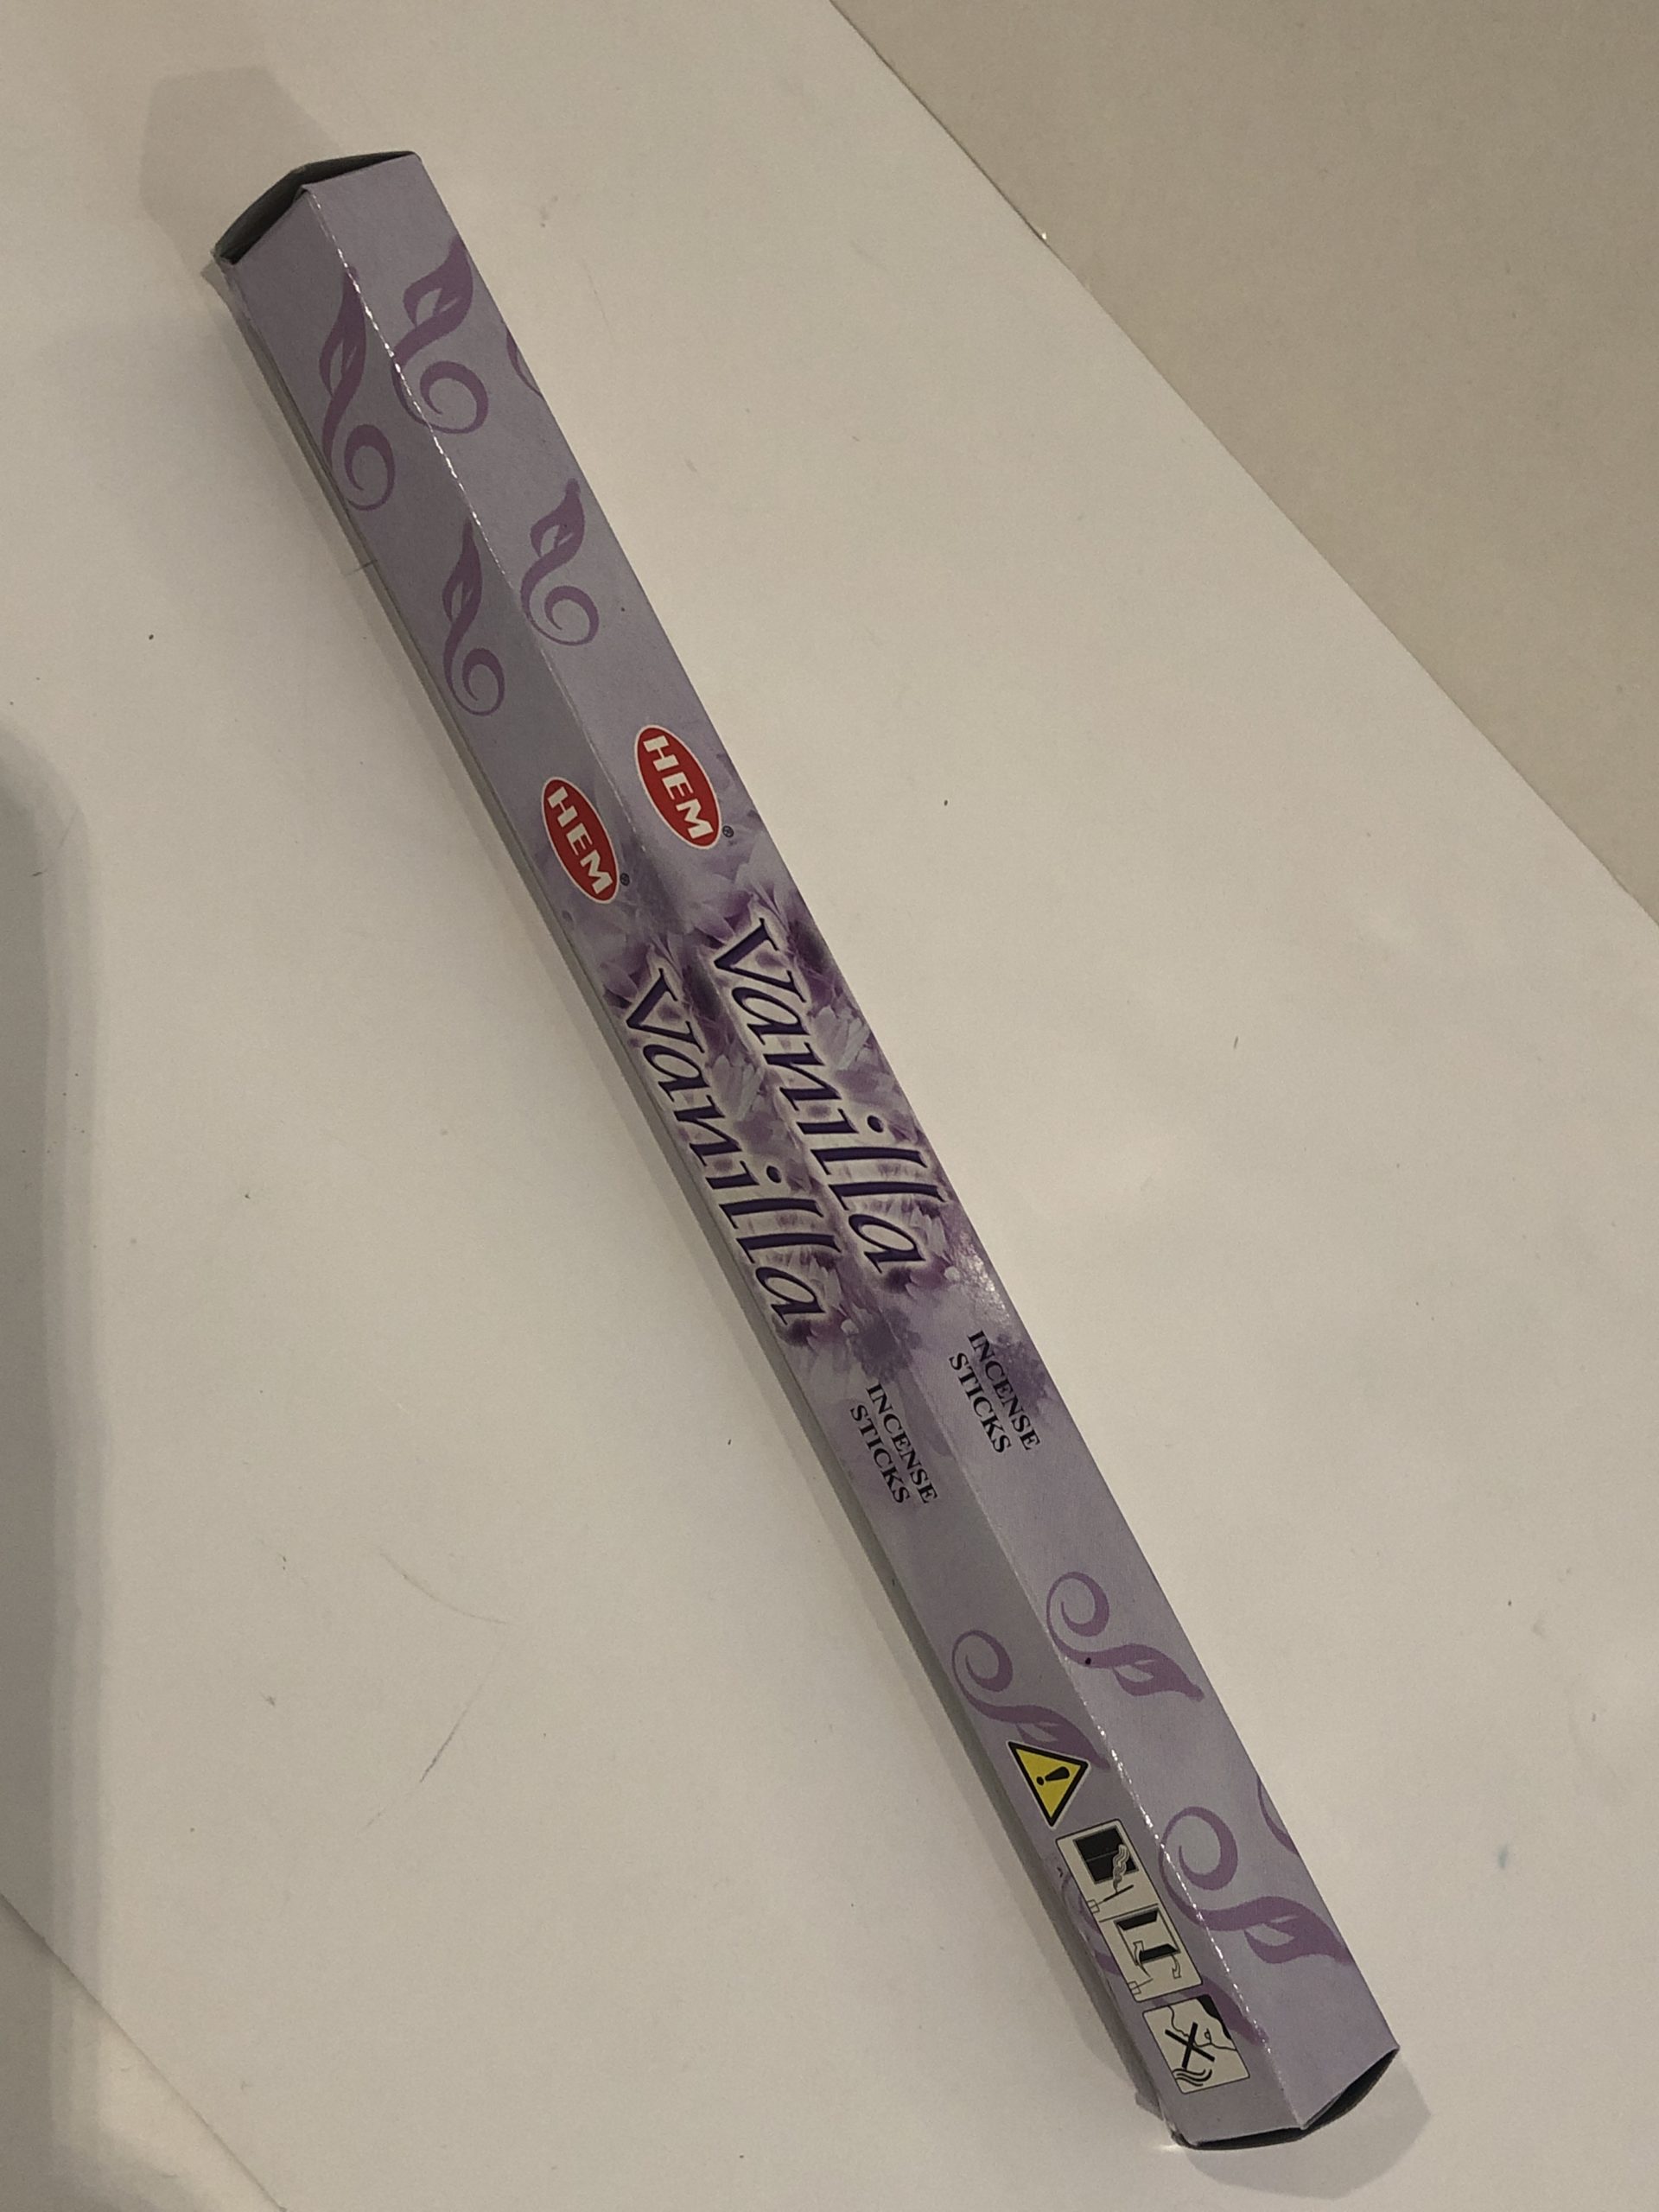 HEM®
Vanilla
INCENSE
STICKS
HEM®
Vanilla
INCENSE
STICKS